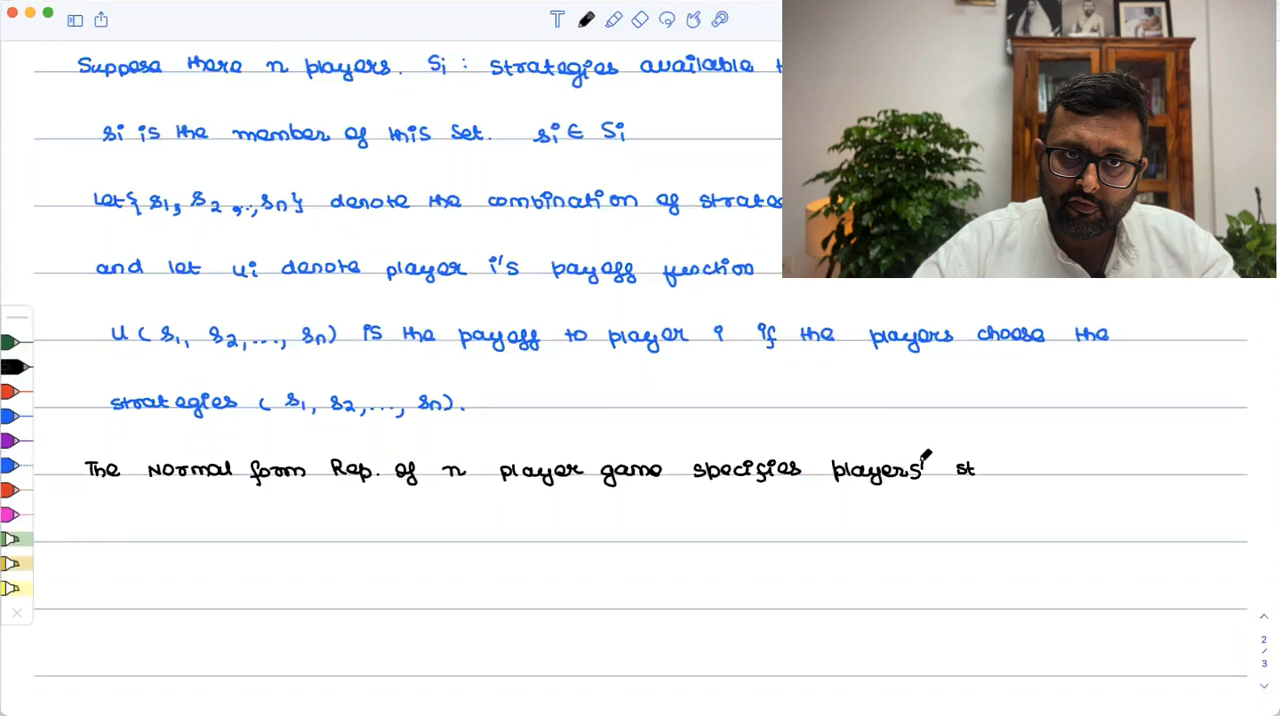 Suppose there n players. Si : strategies available
si is the member of this set. si ∈ Si
let {s1, s2, ..., sn} denote the combination of
and let ui denote player i's payoff function
U ( s1, s2, ..., sn) is the payoff to player i if the players choose the
strategies ( s1, s2, ..., sn).
The Normal form Rep. of n player game specifies players' st
2
/
3